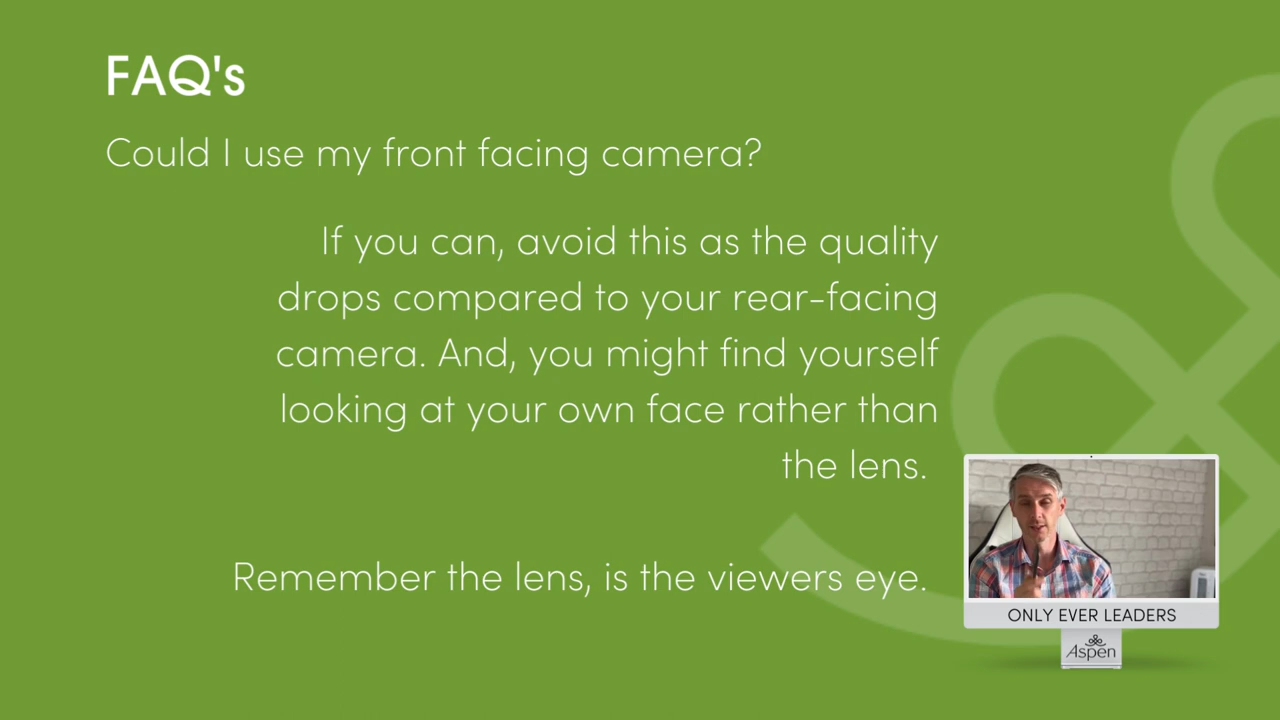 FAQ's
Could I use my front facing camera?
If you can, avoid this as the quality
drops compared to your rear-facing
camera. And, you might find yourself
looking at your own face rather than
the lens.
Remember the lens, is the viewers eye.
ONLY EVER LEADERS
Aspen